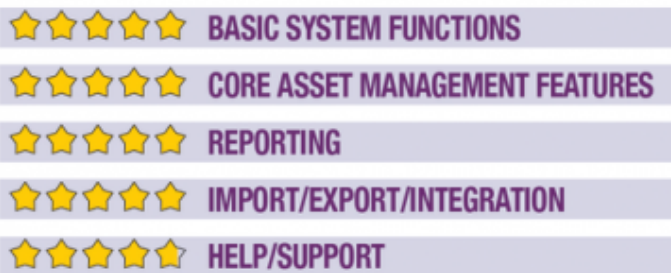 BASIC SYSTEM FUNCTIONS
CORE ASSET MANAGEMENT FEATURES
REPORTING
IMPORT/EXPORT/INTEGRATION
HELP/SUPPORT